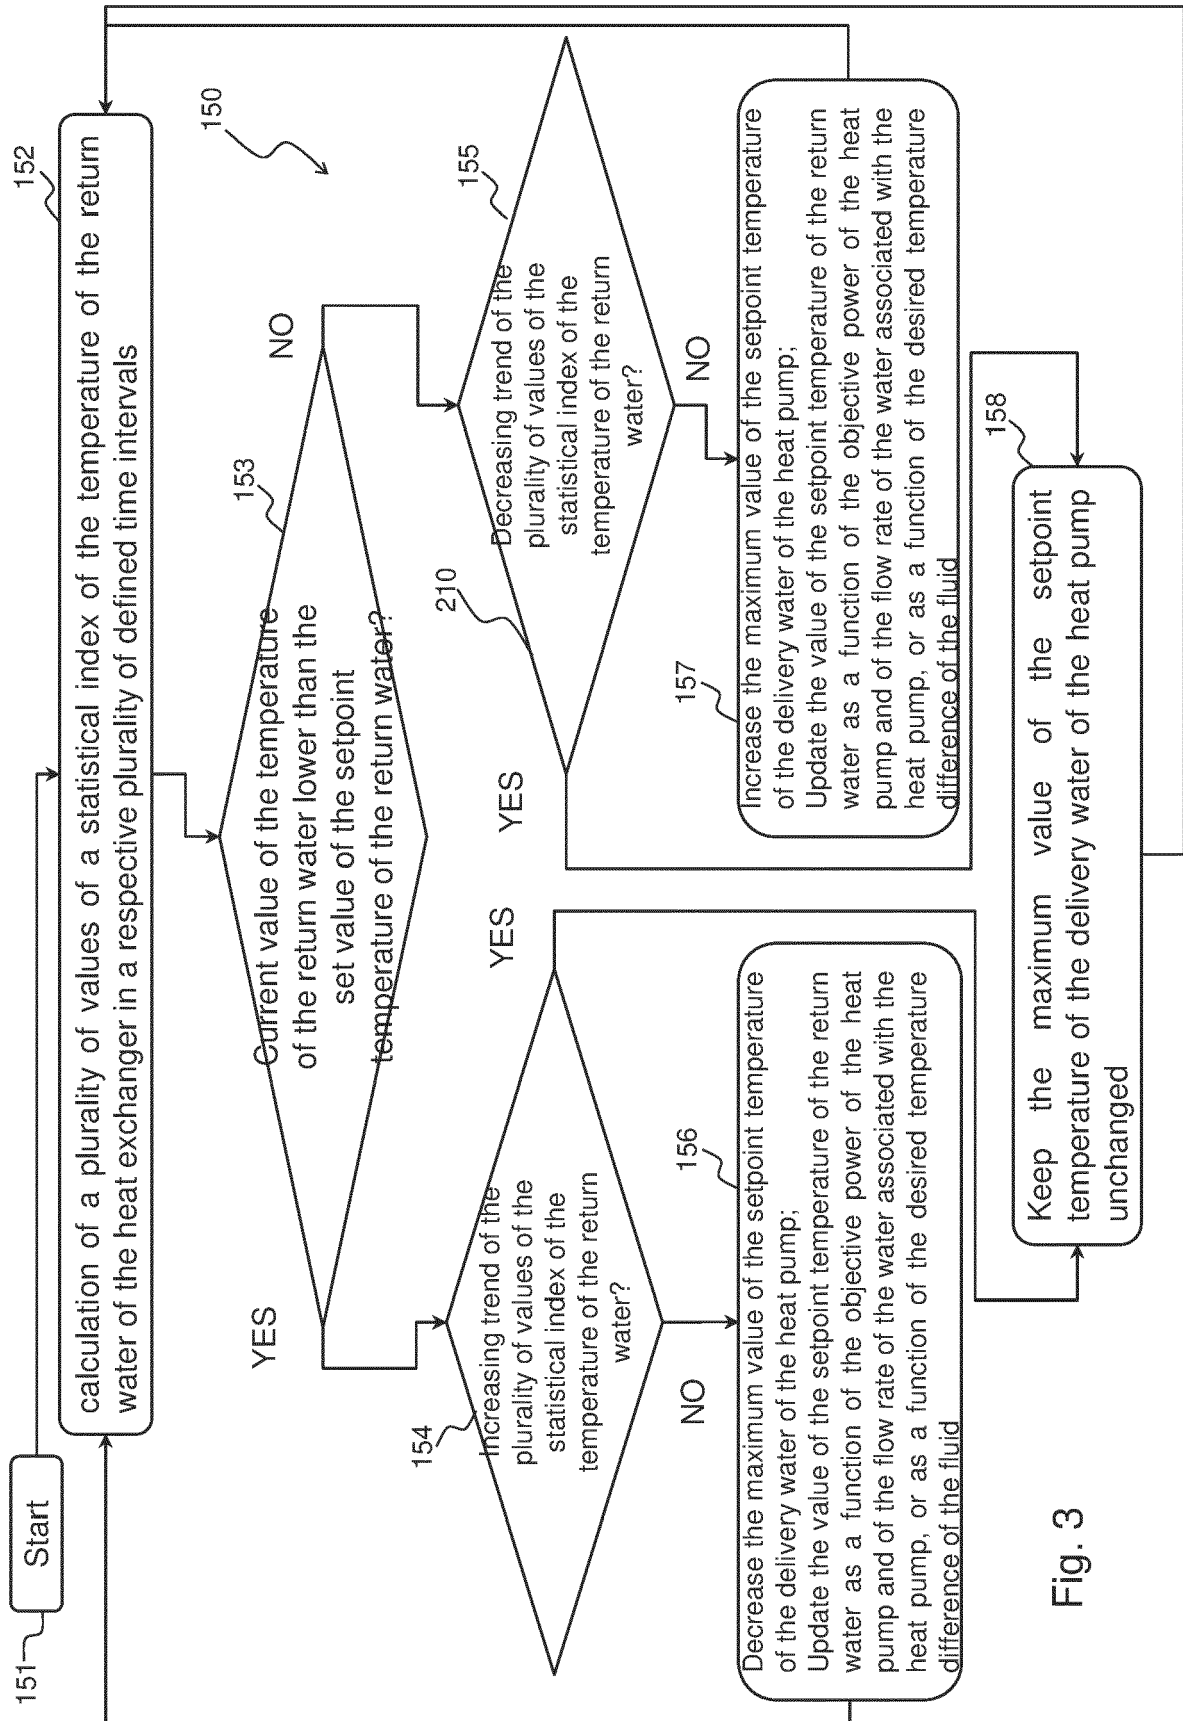 151
Start
152
calculation of a plurality of values of a statistical index of the temperature of the return
water of the heat exchanger in a respective plurality of defined time intervals
150
153
Current value of the temperature
of the return water lower than the
set value of the setpoint
temperature of the return water?
YES
NO
154
Increasing trend of the
plurality of values of the
statistical index of the
temperature of the return
water?
YES
NO
210
155
Decreasing trend of the
plurality of values of the
statistical index of the
temperature of the return
water?
YES
NO
156
Decrease the maximum value of the setpoint temperature
of the delivery water of the heat pump;
Update the value of the setpoint temperature of the return
water as a function of the objective power of the heat
pump and of the flow rate of the water associated with the
heat pump, or as a function of the desired temperature
difference of the fluid
157
Increase the maximum value of the setpoint temperature
of the delivery water of the heat pump;
Update the value of the setpoint temperature of the return
water as a function of the objective power of the heat
pump and of the flow rate of the water associated with the
heat pump, or as a function of the desired temperature
difference of the fluid
158
Keep the maximum value of the setpoint
temperature of the delivery water of the heat pump
unchanged
Fig. 3